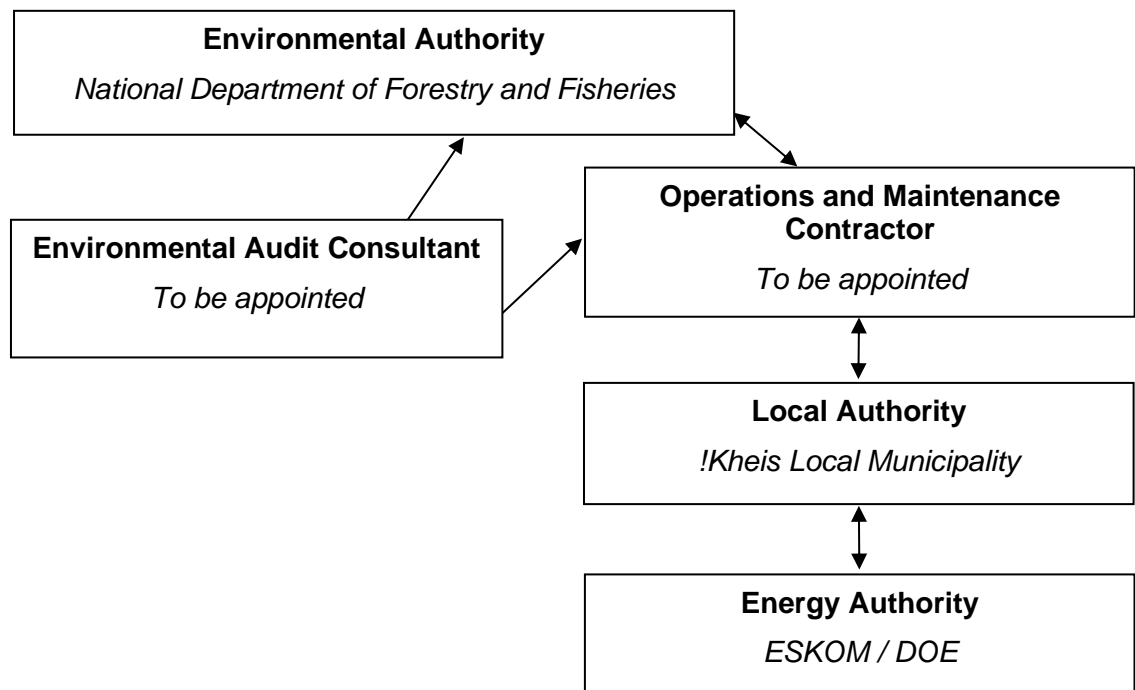 Environmental Authority
National Department of Forestry and Fisheries
Environmental Audit Consultant
To be appointed
Operations and Maintenance
Contractor
To be appointed
Local Authority
!Kheis Local Municipality
Energy Authority
ESKOM / DOE